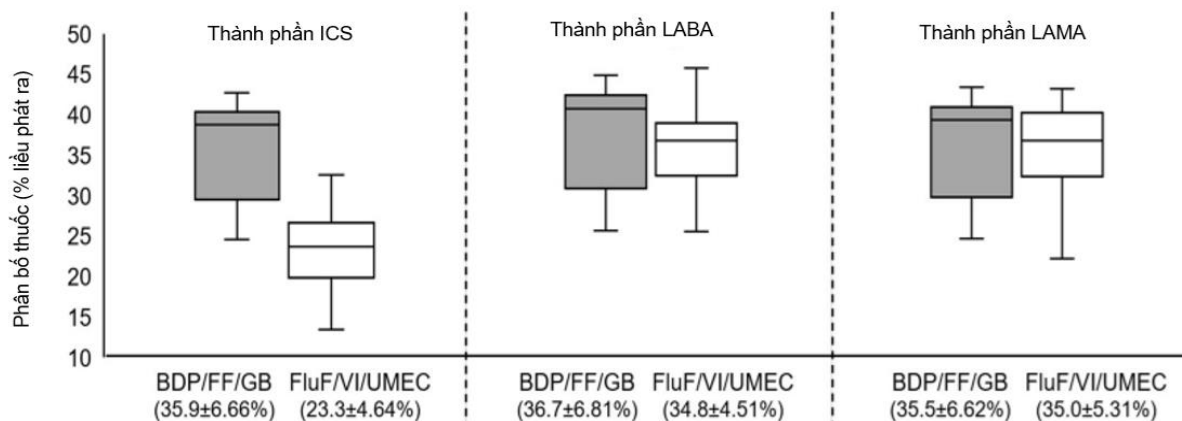 Thành phần ICS
Thành phần LABA
Thành phần LAMA
Phân bố thuốc (% liều phát ra)
50
45
40
35
30
25
20
15
10
BDP/FF/GB FluF/VI/UMEC BDP/FF/GB FluF/VI/UMEC BDP/FF/GB FluF/VI/UMEC
(35.9±6.66%) (23.3±4.64%) (36.7±6.81%) (34.8±4.51%) (35.5±6.62%) (35.0±5.31%)